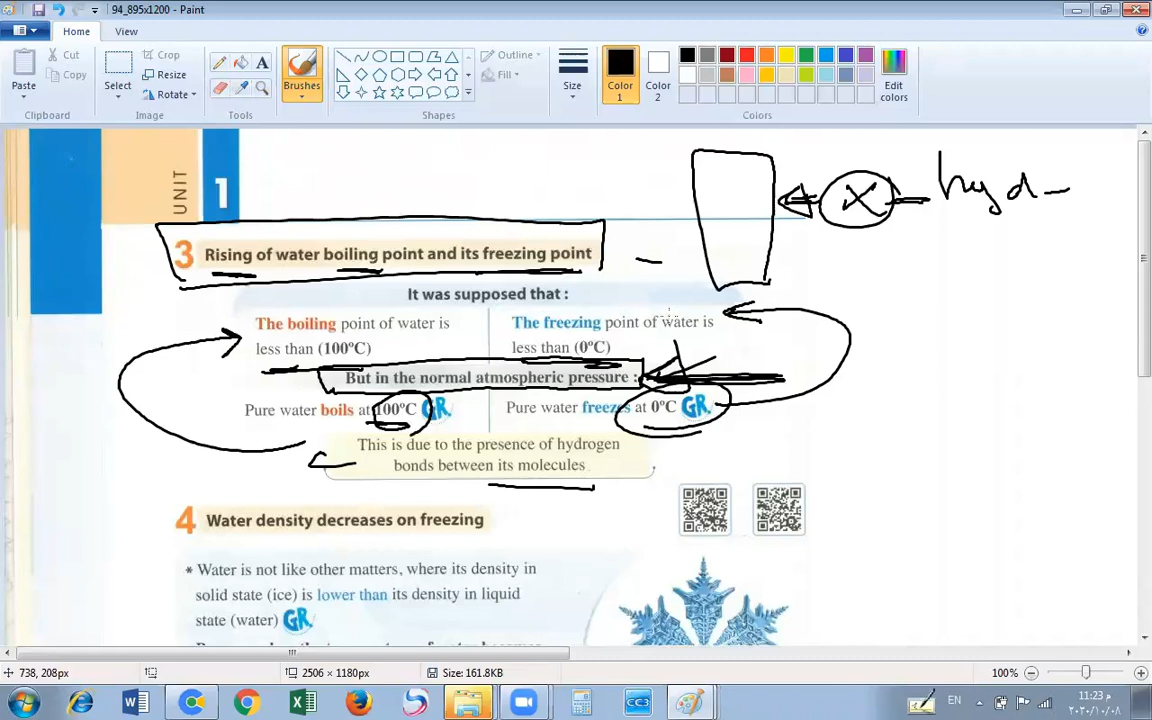 94_895x1200 - Paint
Home View
Paste
Cut
Copy
Clipboard
Select
Crop
Resize
Rotate
Image
Tools
Brushes
Shapes
Outline
Fill
Size
Color 1
Color 2
Edit colors
Colors
UNIT 1
hyd
3 Rising of water boiling point and its freezing point
It was supposed that :
The boiling point of water is less than (100°C)
The freezing point of water is less than (0°C)
But in the normal atmospheric pressure :
Pure water boils at 100°C GR.
Pure water freezes at 0°C GR.
This is due to the presence of hydrogen
bonds between its molecules
4 Water density decreases on freezing
* Water is not like other matters, where its density in
solid state (ice) is lower than its density in liquid
state (water) GR.
738, 208px
2506 × 1180px
Size: 161.8KB
100%
EN
11:23 م
٢٠٢٠/١٠/٠٨